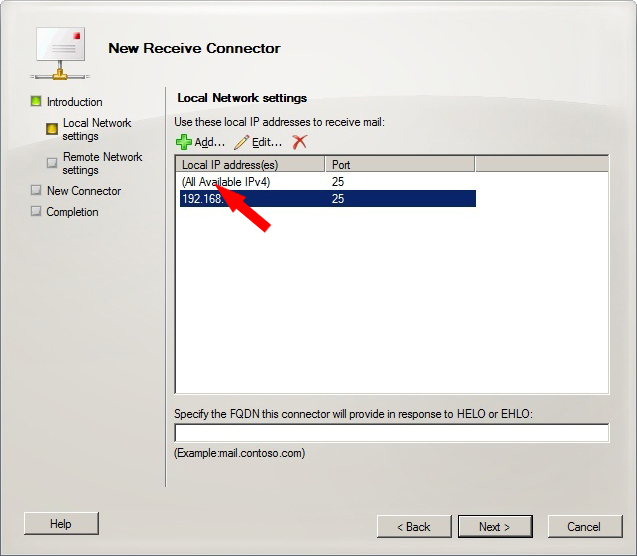 New Receive Connector
Introduction
Local Network
settings
Remote Network
settings
New Connector
Completion
Local Network settings
Use these local IP addresses to receive mail:
Add... Edit...
Local IP address(es) Port
(All Available IPv4) 25
192.168. 25
Specify the FQDN this connector will provide in response to HELO or EHLO:
(Example:mail.contoso.com)
Help < Back Next > Cancel